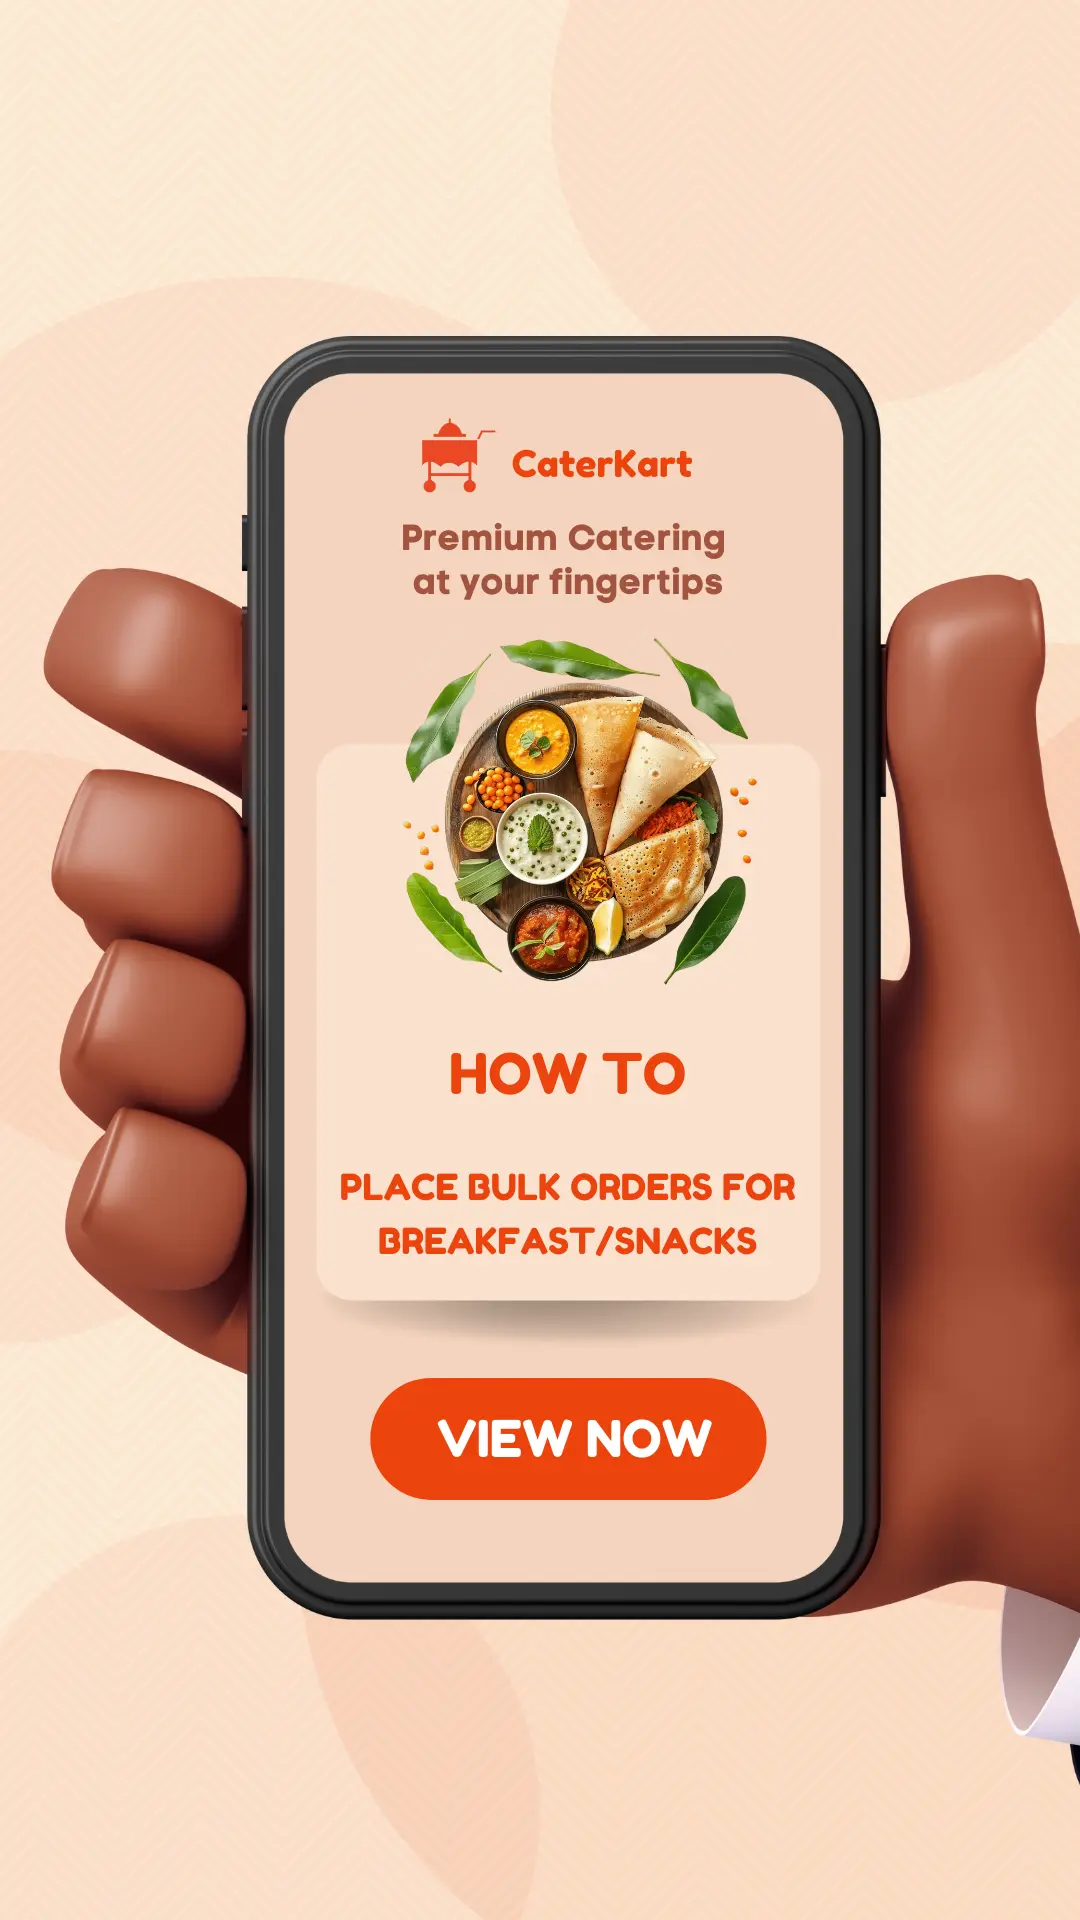 CaterKart
Premium Catering
at your fingertips
HOW TO
PLACE BULK ORDERS FOR
BREAKFAST/SNACKS
VIEW NOW